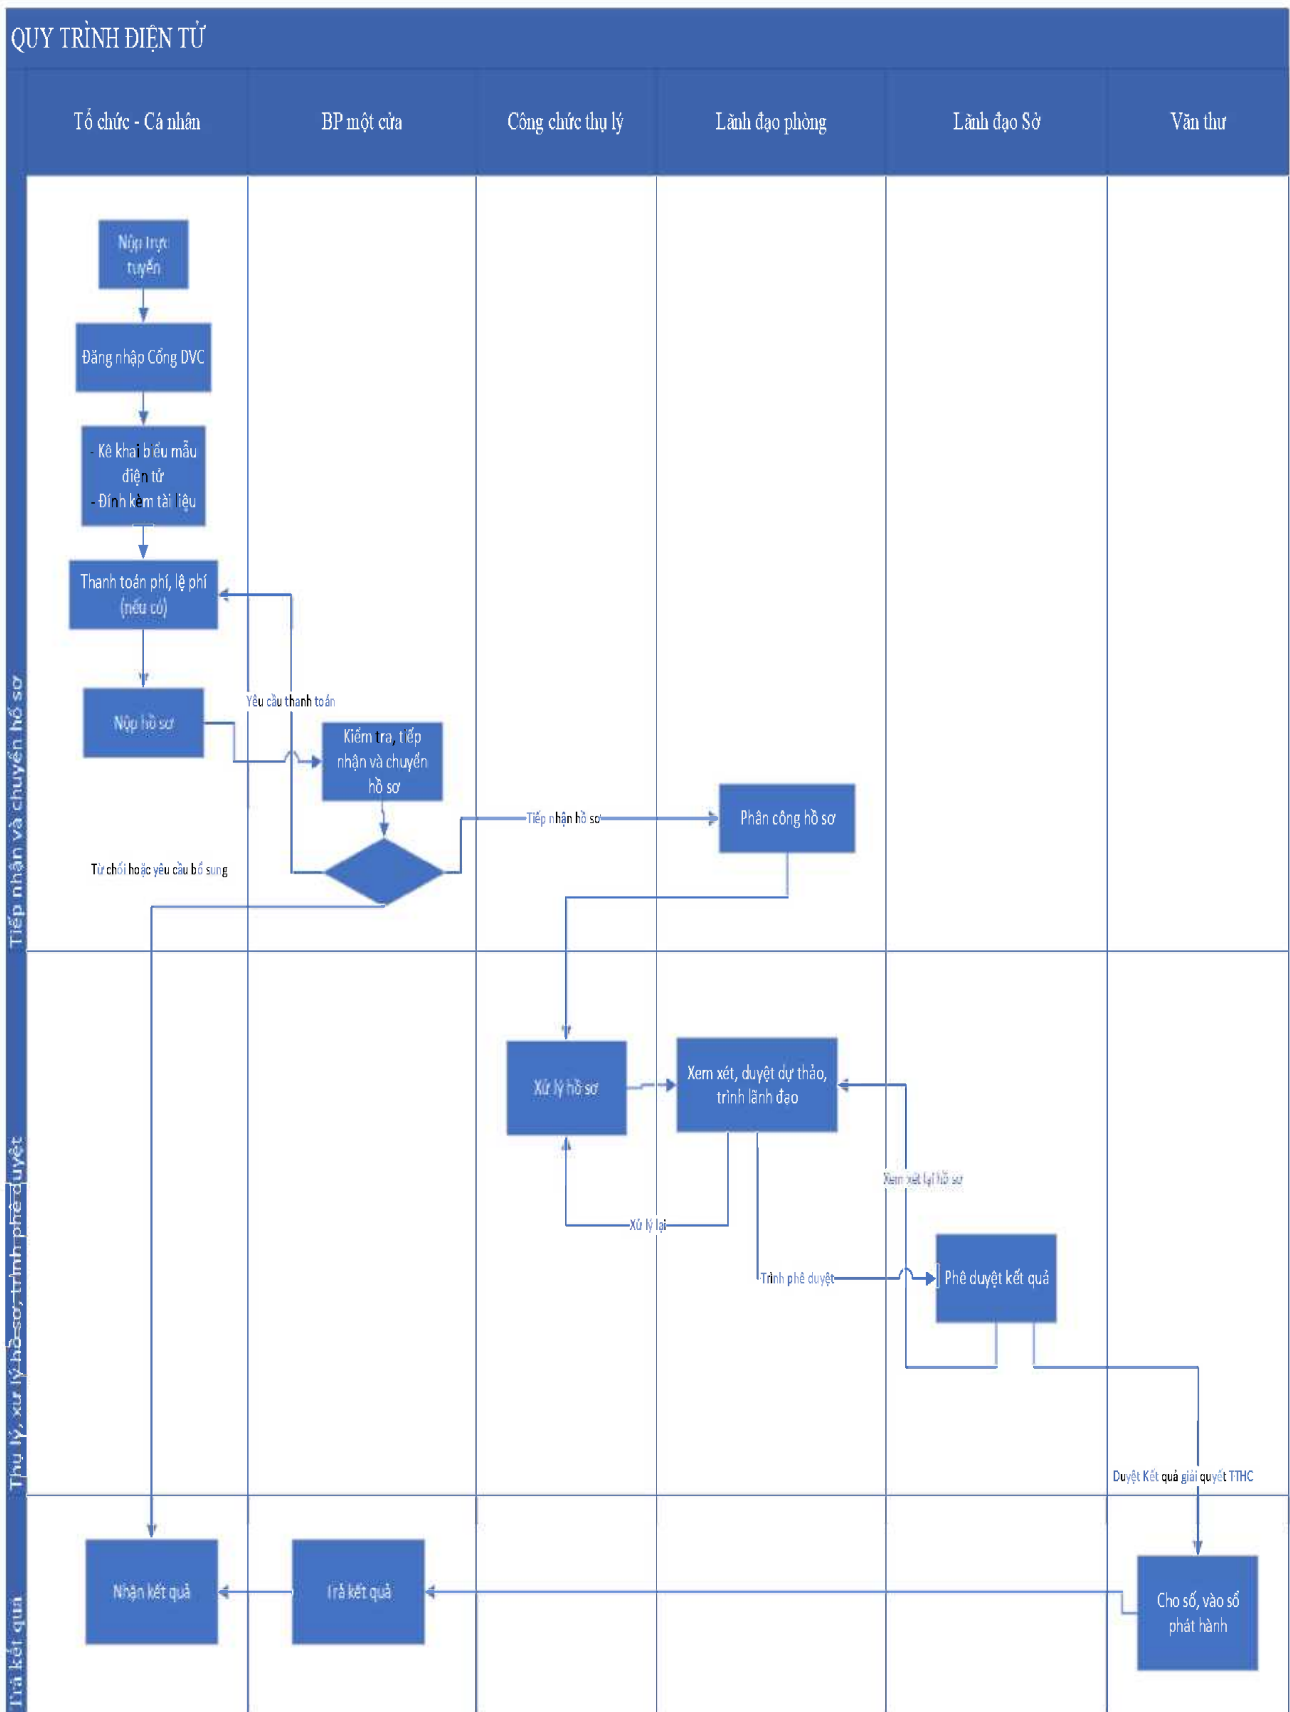 QUY TRÌNH ĐIỆN TỬ
Tổ chức - Cá nhân
BP một cửa
Công chức thụ lý
Lãnh đạo phòng
Lãnh đạo Sở
Văn thư
Tiếp nhận và chuyển hồ sơ
Nộp trực
tuyến
Đăng nhập Cổng DVC
- Kê khai biểu mẫu
điện tử
- Đính kèm tài liệu
Thanh toán phí, lệ phí
(nếu có)
Yêu cầu thanh toán
Nộp hồ sơ
Kiểm tra, tiếp
nhận và chuyển
hồ sơ
Tiếp nhận hồ sơ
Phân công hồ sơ
Từ chối hoặc yêu cầu bổ sung
Thụ lý, xử lý hồ sơ, trình phê duyệt
Xử lý hồ sơ
Xem xét, duyệt dự thảo,
trình lãnh đạo
Xem xét lại hồ sơ
Xử lý lại
Trình phê duyệt
Phê duyệt kết quả
Duyệt Kết quả giải quyết TTHC
Trả kết quả
Nhận kết quả
Trả kết quả
Cho số, vào sổ
phát hành